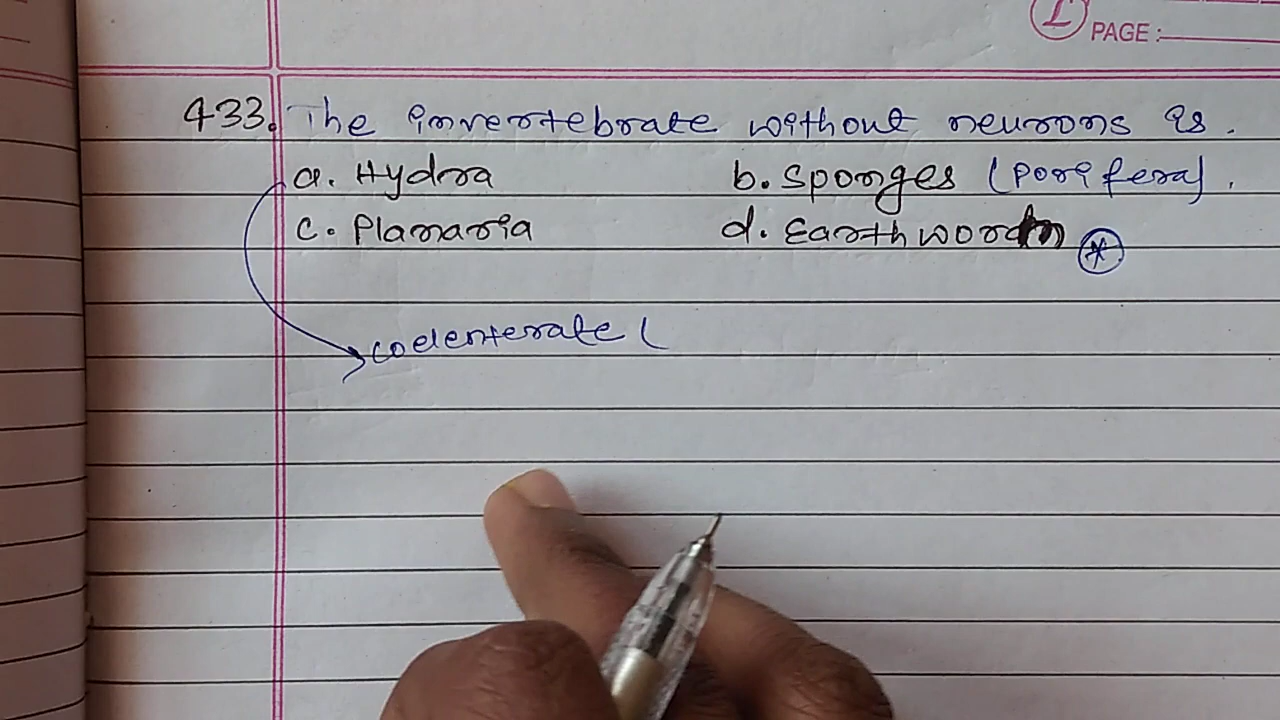 L PAGE:
433. The invertebrate without neurons is.
a. Hydra b. Sponges (Porifera).
c. Planaria d. Earthworm *
coelenterate (